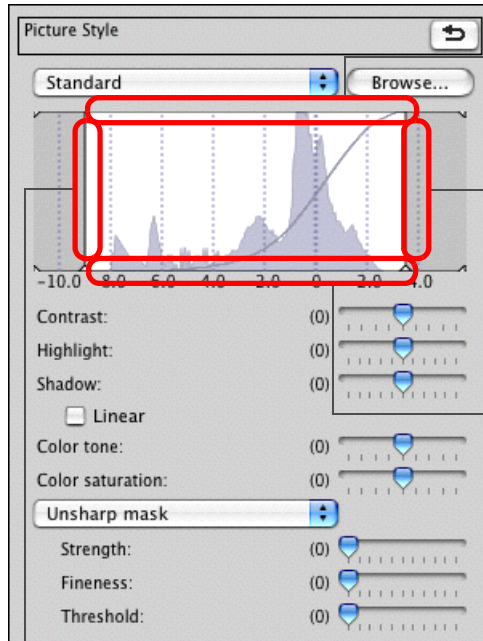 Picture Style
Standard Browse...
-10.0 -8.0 -6.0 -4.0 -2.0 0 2.0 4.0
Contrast: (0)
Highlight: (0)
Shadow: (0)
Linear
Color tone: (0)
Color saturation: (0)
Unsharp mask
Strength: (0)
Fineness: (0)
Threshold: (0)